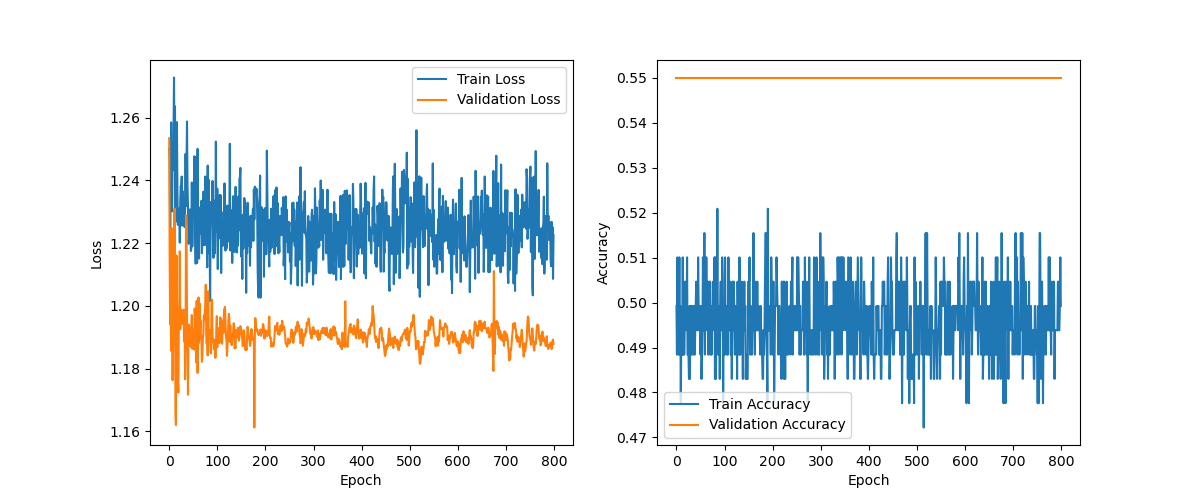 Train Loss
Validation Loss
1.26
1.24
1.22
1.20
1.18
1.16
Loss
0 100 200 300 400 500 600 700 800
Epoch
0.55
0.54
0.53
0.52
0.51
0.50
0.49
0.48
0.47
Accuracy
Train Accuracy
Validation Accuracy
0 100 200 300 400 500 600 700 800
Epoch